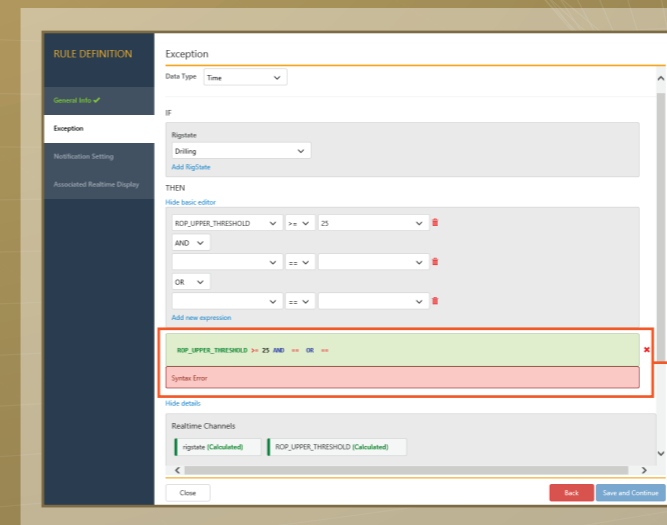 RULE DEFINITION
General Info
Exception
Notification Setting
Associated Realtime Display
Exception
Data Type Time
IF
Rigstate
Drilling
Add RigState
THEN
Hide basic editor
ROP_UPPER_THRESHOLD >= 25
AND
==
OR
==
Add new expression
ROP_UPPER_THRESHOLD >= 25 AND == OR ==
Syntax Error
Hide details
Realtime Channels
rigstate (Calculated) ROP_UPPER_THRESHOLD (Calculated)
Close Back Save and Continue